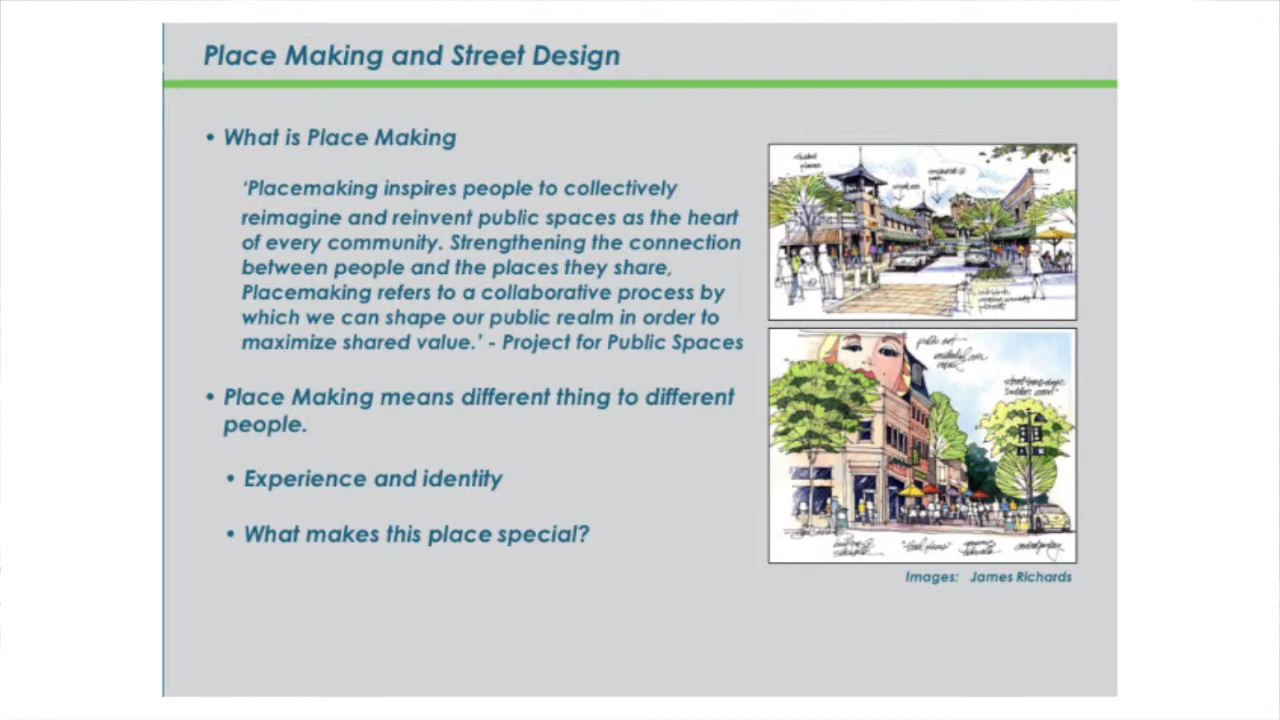 Place Making and Street Design
• What is Place Making
‘Placemaking inspires people to collectively
reimagine and reinvent public spaces as the heart
of every community. Strengthening the connection
between people and the places they share,
Placemaking refers to a collaborative process by
which we can shape our public realm in order to
maximize shared value.’ - Project for Public Spaces
• Place Making means different thing to different
people.
• Experience and identity
• What makes this place special?
public art
Images: James Richards